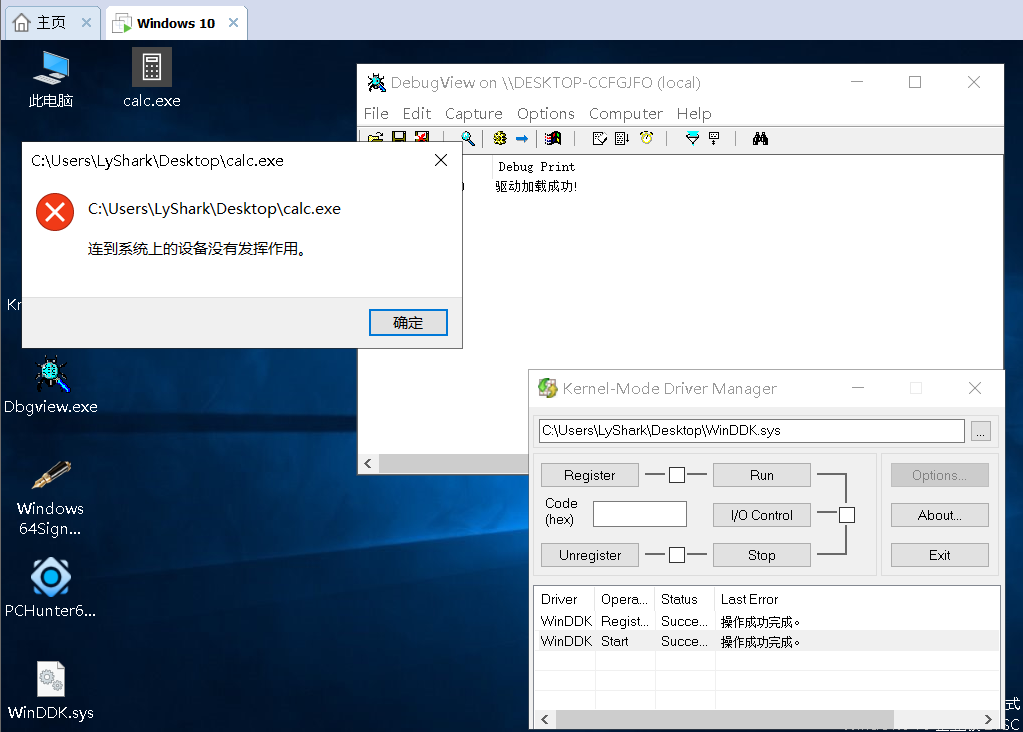 主页
Windows 10
此电脑
calc.exe
DebugView on \\DESKTOP-CCFGJFO (local)
File Edit Capture Options Computer Help
Debug Print
驱动加载成功!
C:\Users\LyShark\Desktop\calc.exe
C:\Users\LyShark\Desktop\calc.exe
连到系统上的设备没有发挥作用。
确定
Kr
Dbgview.exe
Windows
64Sign...
PCHunter6...
WinDDK.sys
Kernel-Mode Driver Manager
C:\Users\LyShark\Desktop\WinDDK.sys
...
Register Run Options...
Code
(hex)
I/O Control About...
Unregister Stop Exit
Driver Opera... Status Last Error
WinDDK Regist... Succe... 操作成功完成。
WinDDK Start Succe... 操作成功完成。
式